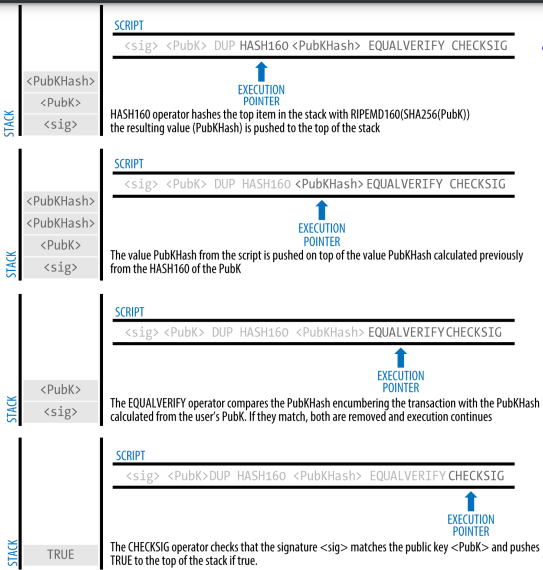 SCRIPT
<sig> <PubK> DUP HASH160 <PubKHash> EQUALVERIFY CHECKSIG
<PubKHash>
<PubK>
<sig>
STACK
EXECUTION
POINTER
HASH160 operator hashes the top item in the stack with RIPEMD160(SHA256(PubK))
the resulting value (PubKHash) is pushed to the top of the stack
SCRIPT
<sig> <PubK> DUP HASH160 <PubKHash> EQUALVERIFY CHECKSIG
<PubKHash>
<PubKHash>
<PubK>
<sig>
STACK
EXECUTION
POINTER
The value PubKHash from the script is pushed on top of the value PubKHash calculated previously
from the HASH160 of the PubK
SCRIPT
<sig> <PubK> DUP HASH160 <PubKHash> EQUALVERIFY CHECKSIG
<PubK>
<sig>
STACK
EXECUTION
POINTER
The EQUALVERIFY operator compares the PubKHash encumbering the transaction with the PubKHash
calculated from the user's PubK. If they match, both are removed and execution continues
SCRIPT
<sig> <PubK> DUP HASH160 <PubKHash> EQUALVERIFY CHECKSIG
TRUE
STACK
EXECUTION
POINTER
The CHECKSIG operator checks that the signature <sig> matches the public key <PubK> and pushes
TRUE to the top of the stack if true.